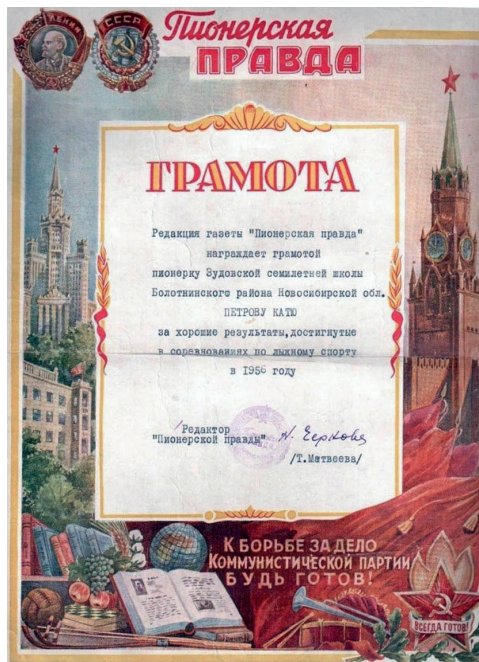 ЛЕНИН
СССР
Пионерская
ПРАВДА
ГРАМОТА
Редакция газеты "Пионерская правда"
награждает грамотой
пионерку Зудовской семилетней школы
Болотнинского района Новосибирской обл.
ПЕТРОВУ КАТЮ
за хорошие результаты,достигнутые
в соревнованиях по лыжному спорту
в 1956 году
Редактор
"Пионерской правды"
/Т.Матвеева/
К БОРЬБЕ ЗА ДЕЛО
КОММУНИСТИЧЕСКОЙ ПАРТИИ
БУДЬ ГОТОВ!
ВСЕГДА ГОТОВ!